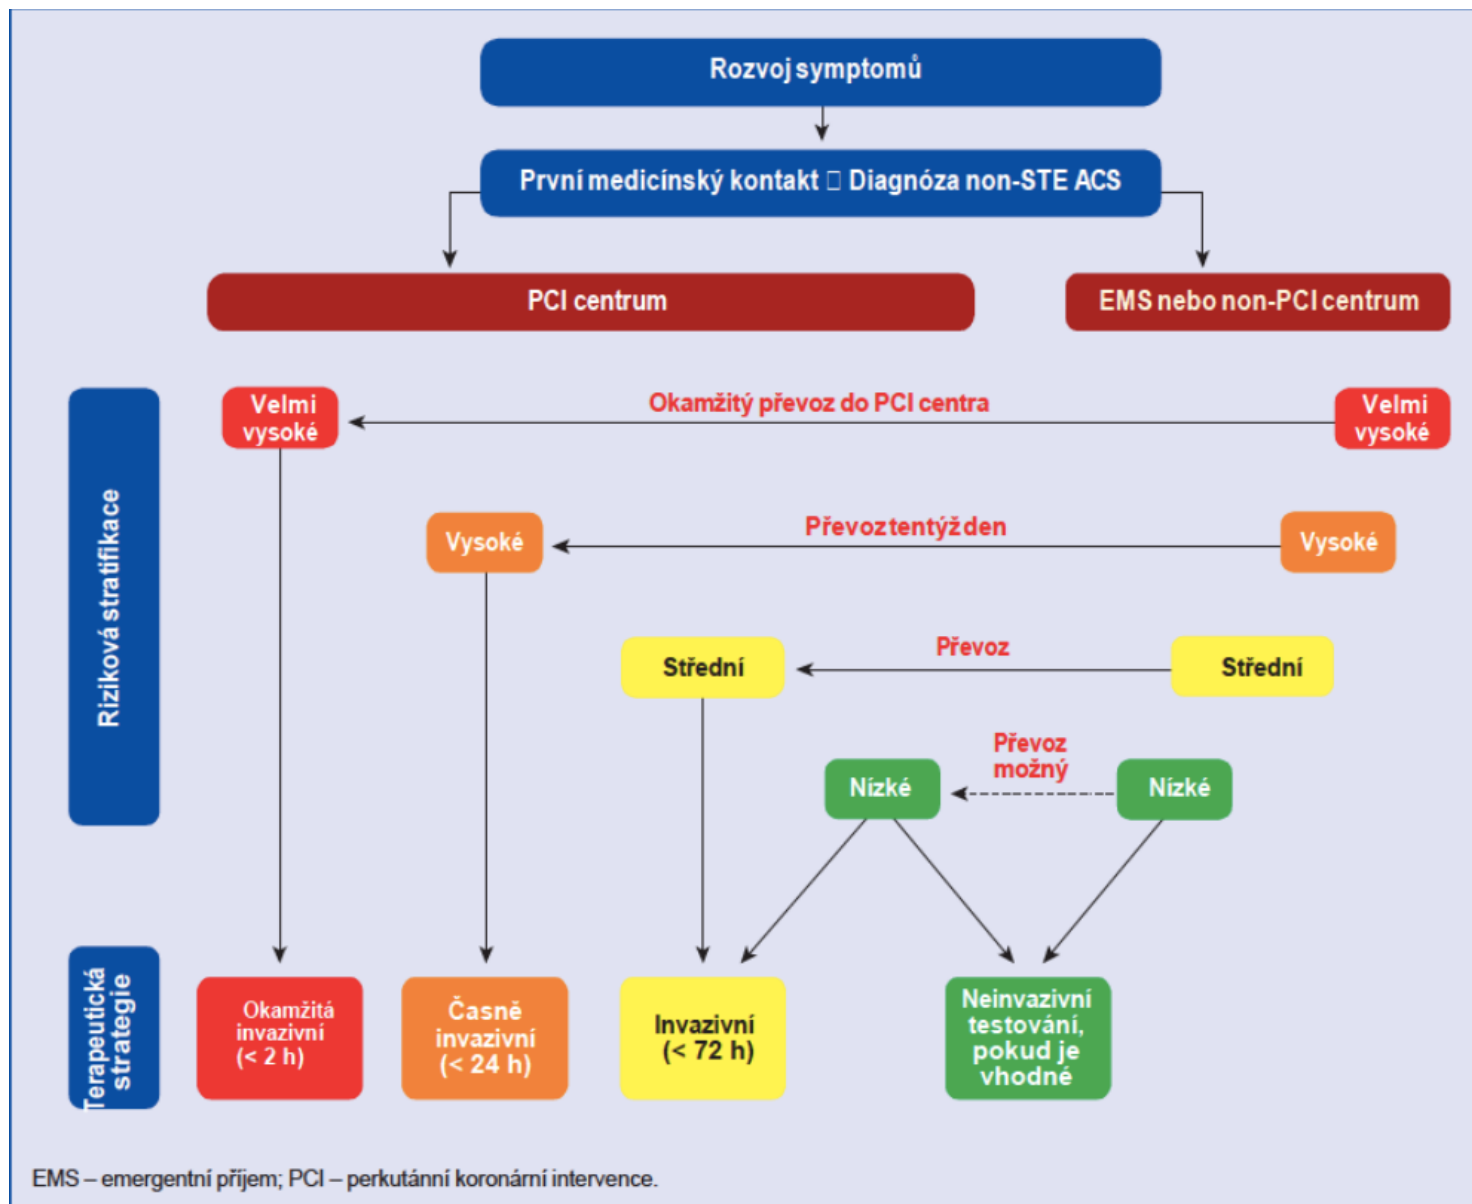 Rozvoj symptomů
První medicínský kontakt □ Diagnóza non-STE ACS
PCI centrum
EMS nebo non-PCI centrum
Riziková stratifikace
Velmi
vysoké
Okamžitý převoz do PCI centra
Velmi
vysoké
Vysoké
Převoztentýžden
Vysoké
Střední
Převoz
Střední
Nízké
Převoz
možný
Nízké
Terapeutická
strategie
Okamžitá
invazivní
(< 2 h)
Časně
invazivní
(< 24 h)
Invazivní
(< 72 h)
Neinvazivní
testování,
pokud je
vhodné
EMS – emergentní příjem; PCI – perkutánní koronární intervence.